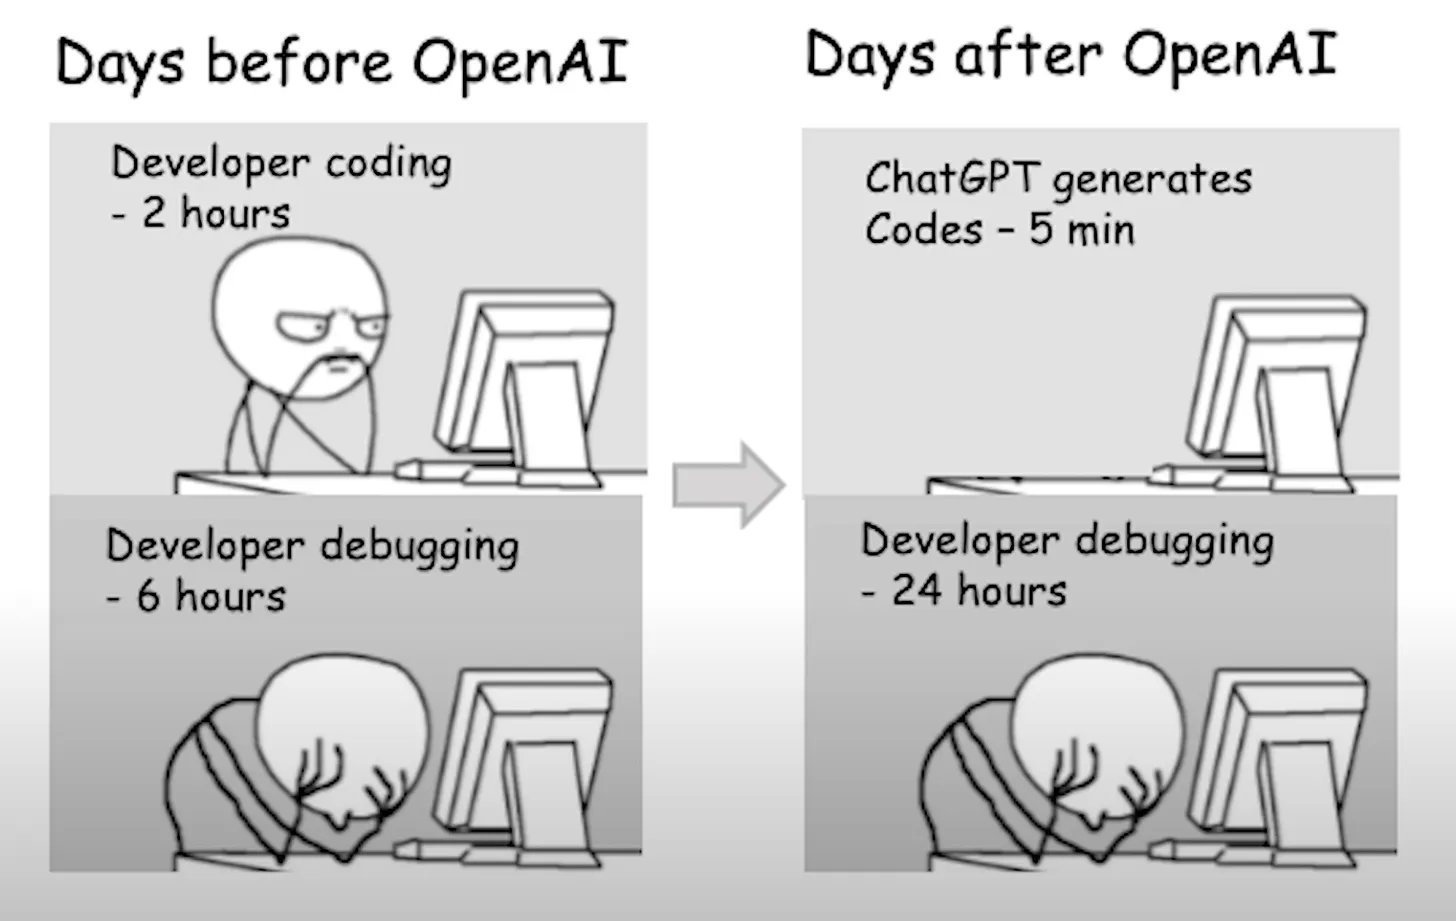 Days before OpenAI
Developer coding
- 2 hours
Developer debugging
- 6 hours
Days after OpenAI
ChatGPT generates
Codes – 5 min
Developer debugging
- 24 hours